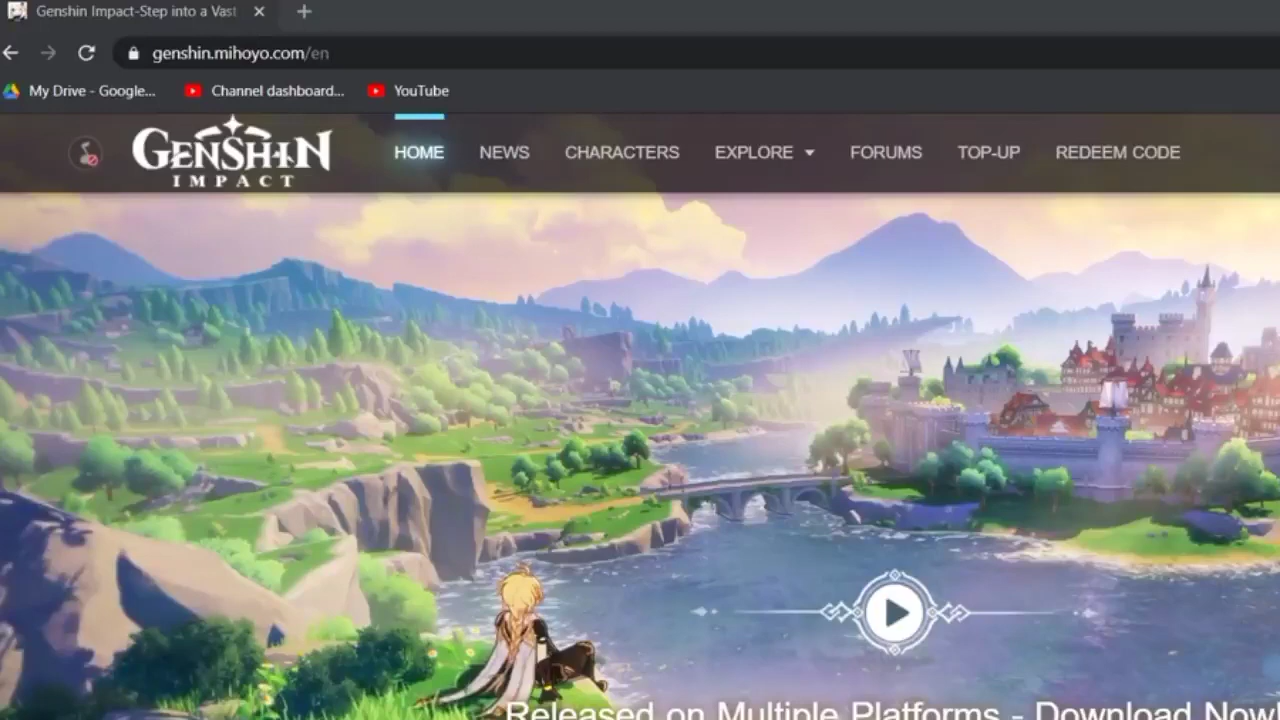 Genshin Impact-Step into a Vast
genshin.mihoyo.com/en
My Drive - Google... Channel dashboard... YouTube
GENSHIN
IMPACT
HOME NEWS CHARACTERS EXPLORE FORUMS TOP-UP REDEEM CODE
Released on Multiple Platforms - Download Now!